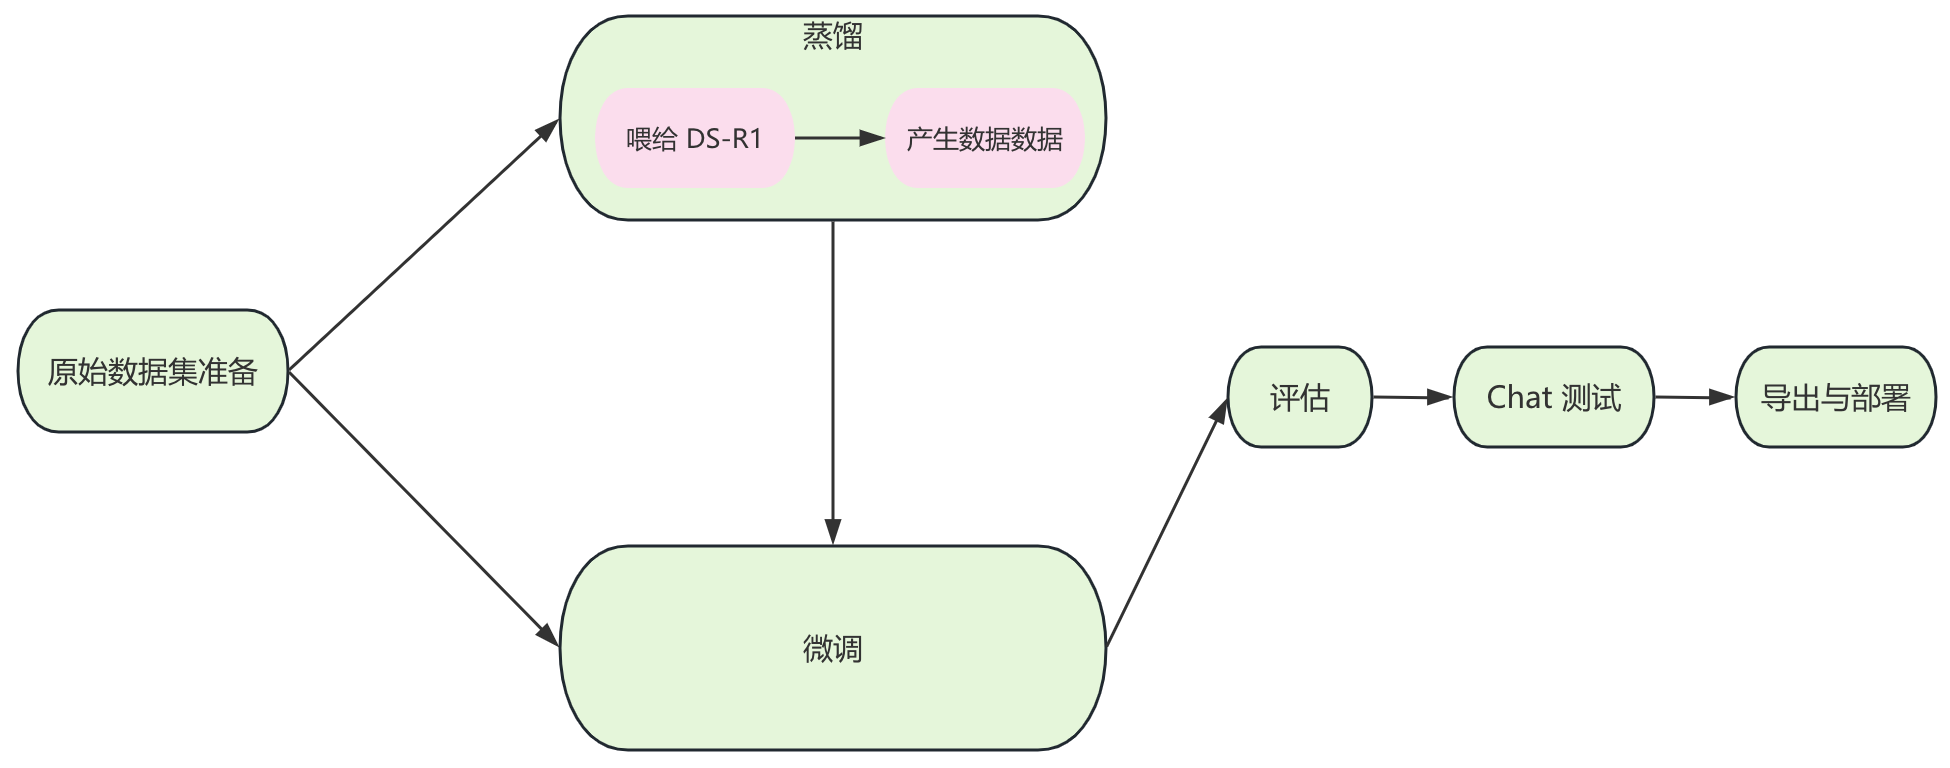 蒸馏
喂给 DS-R1
产生数据数据
原始数据集准备
微调
评估
Chat 测试
导出与部署